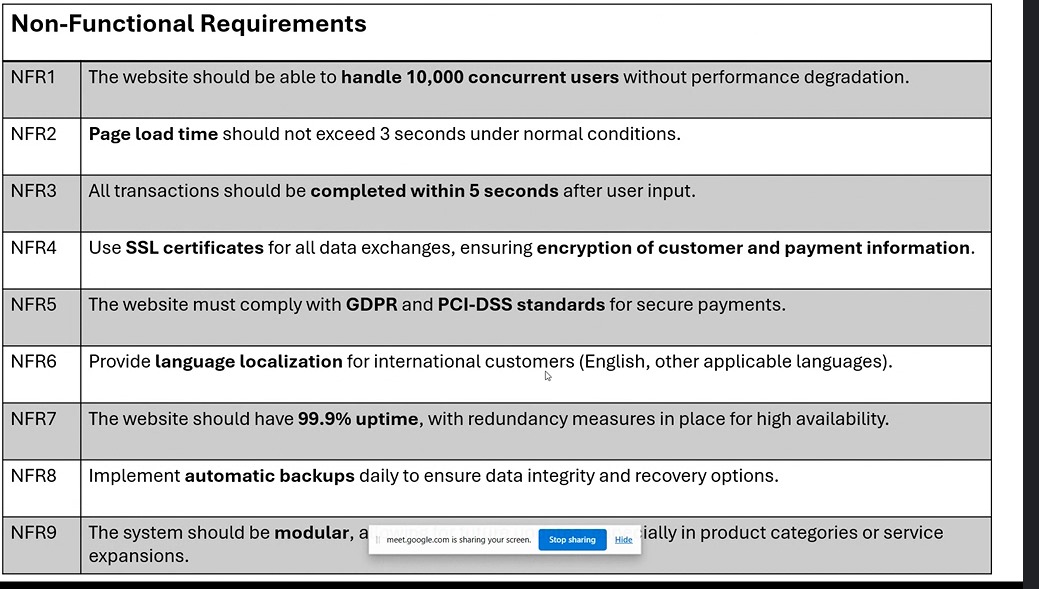 Non-Functional Requirements
NFR1 The website should be able to handle 10,000 concurrent users without performance degradation.
NFR2 Page load time should not exceed 3 seconds under normal conditions.
NFR3 All transactions should be completed within 5 seconds after user input.
NFR4 Use SSL certificates for all data exchanges, ensuring encryption of customer and payment information.
NFR5 The website must comply with GDPR and PCI-DSS standards for secure payments.
NFR6 Provide language localization for international customers (English, other applicable languages).
NFR7 The website should have 99.9% uptime, with redundancy measures in place for high availability.
NFR8 Implement automatic backups daily to ensure data integrity and recovery options.
NFR9 The system should be modular, in product categories or service
expansions.
meet.google.com is sharing your screen. Stop sharing Hide